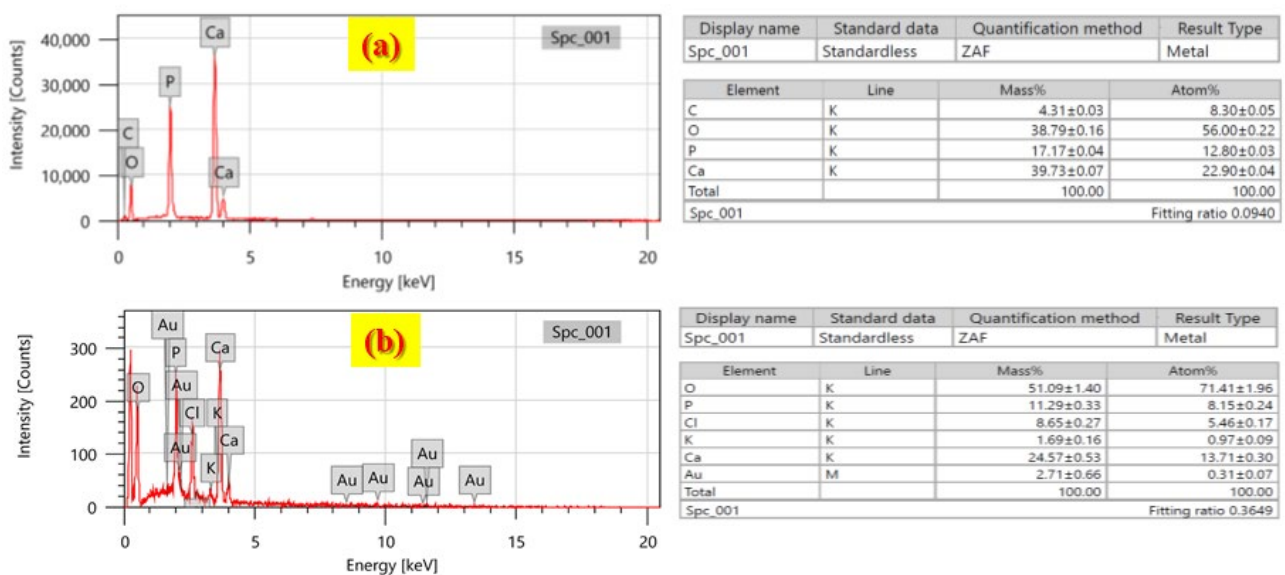 Ca
(a)
Spc_001
40,000
P
30,000
20,000
C
O
Ca
10,000
0
Intensity [Counts]
0 5 10 15 20
Energy [keV]
Display name Standard data Quantification method Result Type
Spc_001 Standardless ZAF Metal
Element Line Mass% Atom%
C K 4.31±0.03 8.30±0.05
O K 38.79±0.16 56.00±0.22
P K 17.17±0.04 12.80±0.03
Ca K 39.73±0.07 22.90±0.04
Total 100.00 100.00
Spc_001 Fitting ratio 0.0940
Au
(b)
Spc_001
300
P Ca
O Au
200
Cl K
Au Ca
100
K
Au Au Au Au Au
0
Intensity [Counts]
0 5 10 15 20
Energy [keV]
Display name Standard data Quantification method Result Type
Spc_001 Standardless ZAF Metal
Element Line Mass% Atom%
O K 51.09±1.40 71.41±1.96
P K 11.29±0.33 8.15±0.24
Cl K 8.65±0.27 5.46±0.17
K K 1.69±0.16 0.97±0.09
Ca K 24.57±0.53 13.71±0.30
Au M 2.71±0.66 0.31±0.07
Total 100.00 100.00
Spc_001 Fitting ratio 0.3649